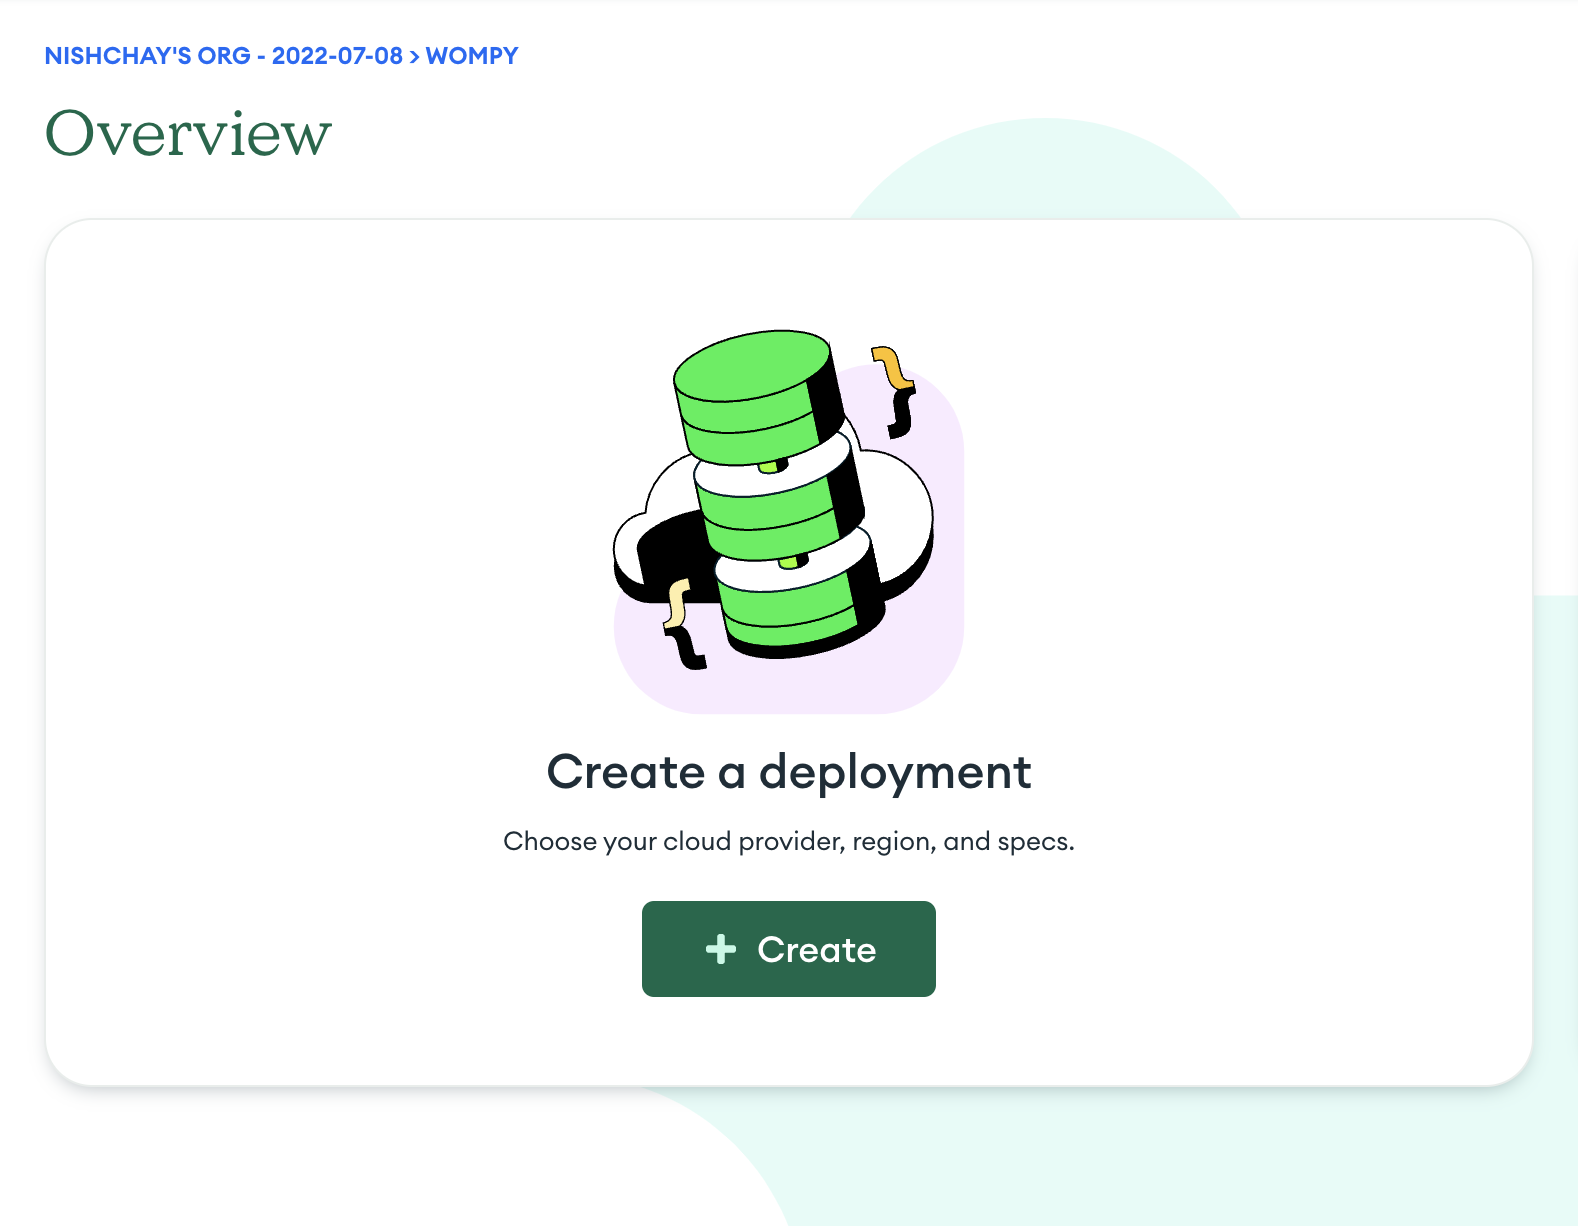 NISHCHAY'S ORG - 2022-07-08 > WOMPY
Overview
Create a deployment
Choose your cloud provider, region, and specs.
+ Create